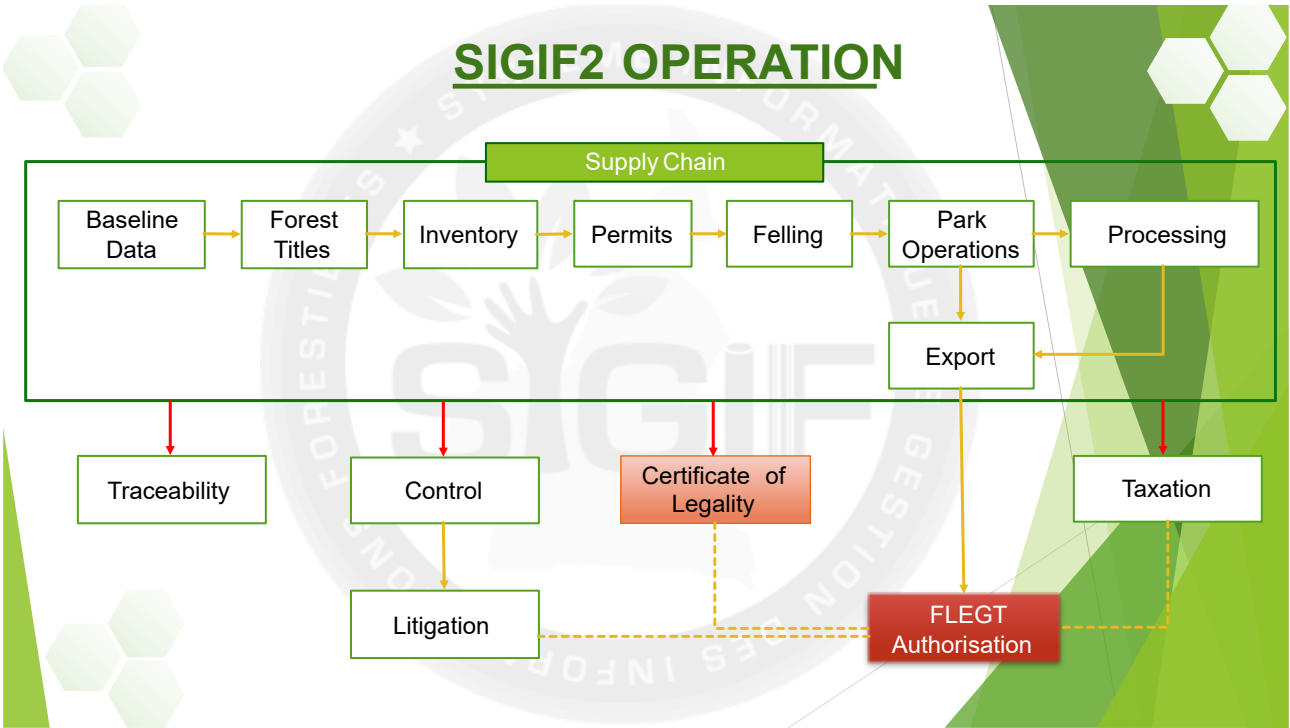 SIGIF2 OPERATION
Supply Chain
Baseline
Data
Forest
Titles
Inventory
Permits
Felling
Park
Operations
Processing
Export
Traceability
Control
Certificate of
Legality
Taxation
Litigation
FLEGT
Authorisation
SIGIF